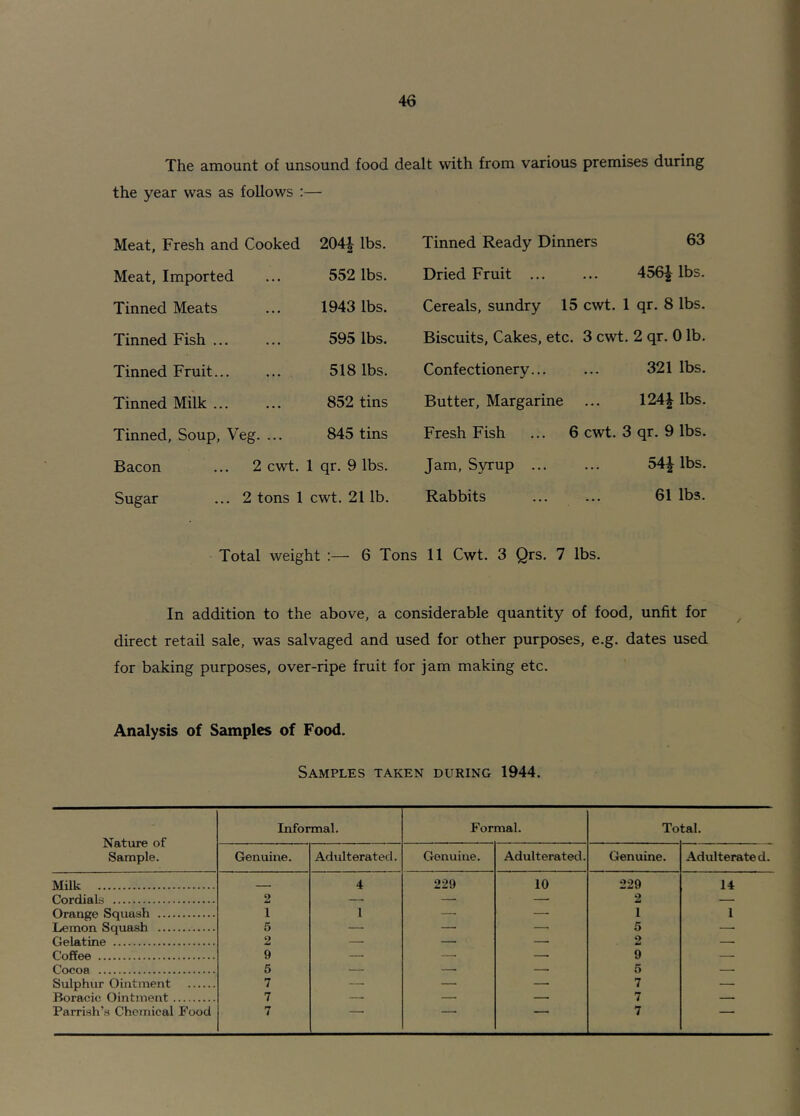 46
The amount of unsound food dealt with from various premises during
the year was as follows :—
Meat, Fresh and Cooked 204½ lbs.
Meat, Imported ... 552 lbs.
Tinned Meats ... 1943 lbs.
Tinned Fish ... ... 595 lbs.
Tinned Fruit... ... 518 lbs.
Tinned Milk ... ... 852 tins
Tinned, Soup, Veg. ... 845 tins
Bacon ... 2 cwt. 1 qr. 9 lbs.
Sugar ... 2 tons 1 cwt. 21 lb.
Tinned Ready Dinners 63
Dried Fruit ... ... 456½ lbs.
Cereals, sundry 15 cwt. 1 qr. 8 lbs.
Biscuits, Cakes, etc. 3 cwt. 2 qr. 0 lb.
Confectionery... ... 321 lbs.
Butter, Margarine ... 124½ lbs.
Fresh Fish ... 6 cwt. 3 qr. 9 lbs.
Jam, Syrup ... ... 54½ lbs.
Rabbits ... ... 61 lbs.
Total weight :— 6 Tons 11 Cwt. 3 Qrs. 7 lbs.
In addition to the above, a considerable quantity of food, unfit for
direct retail sale, was salvaged and used for other purposes, e.g. dates used
for baking purposes, over-ripe fruit for jam making etc.
Analysis of Samples of Food.
Samples taken during 1944.
Nature of Sample. Informal. Formal. Total.
Genuine. Adulterated. Genuine. Adulterated. Genuine. Adulterated.
Milk ..... — 4 229 10 229 14
Cordials ..... 2 — — — 2 —
Orange Squash ..... 1 1 — — 1 1
Lemon Squash ..... 5 — — — 5 —
Gelatine ..... 2 — — — 2 —
Coffee ..... 9 — — — 9 —
Cocoa ..... 5 — — — 5 —
Sulphur Ointment ..... 7 — — — 7 —
Boracic Ointment ..... 7 — — — 7 —
Parrish's Chemical Food 7 — — — 7 —